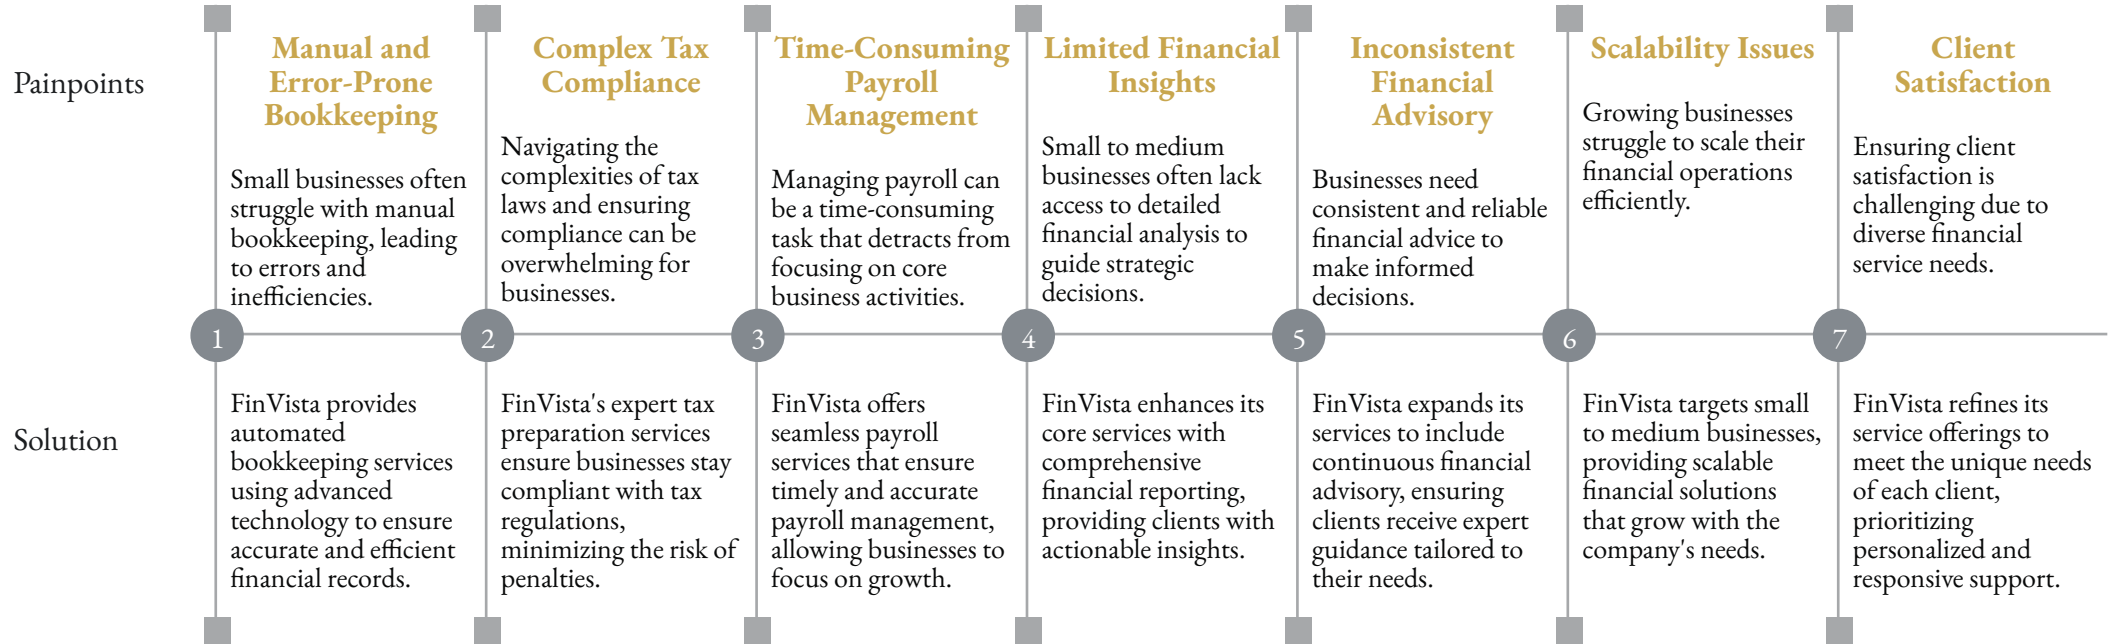 Painpoints
Manual and
Error-Prone
Bookkeeping
Small businesses often
struggle with manual
bookkeeping, leading
to errors and
inefficiencies.
Complex Tax
Compliance
Navigating the
complexities of tax
laws and ensuring
compliance can be
overwhelming for
businesses.
Time-Consuming
Payroll
Management
Managing payroll can
be a time-consuming
task that detracts from
focusing on core
business activities.
Limited Financial
Insights
Small to medium
businesses often lack
access to detailed
financial analysis to
guide strategic
decisions.
Inconsistent
Financial
Advisory
Businesses need
consistent and reliable
financial advice to
make informed
decisions.
Scalability Issues
Growing businesses
struggle to scale their
financial operations
efficiently.
Client
Satisfaction
Ensuring client
satisfaction is
challenging due to
diverse financial
service needs.
1
2
3
4
5
6
7
Solution
FinVista provides
automated
bookkeeping services
using advanced
technology to ensure
accurate and efficient
financial records.
FinVista's expert tax
preparation services
ensure businesses stay
compliant with tax
regulations,
minimizing the risk of
penalties.
FinVista offers
seamless payroll
services that ensure
timely and accurate
payroll management,
allowing businesses to
focus on growth.
FinVista enhances its
core services with
comprehensive
financial reporting,
providing clients with
actionable insights.
FinVista expands its
services to include
continuous financial
advisory, ensuring
clients receive expert
guidance tailored to
their needs.
FinVista targets small
to medium businesses,
providing scalable
financial solutions
that grow with the
company's needs.
FinVista refines its
service offerings to
meet the unique needs
of each client,
prioritizing
personalized and
responsive support.